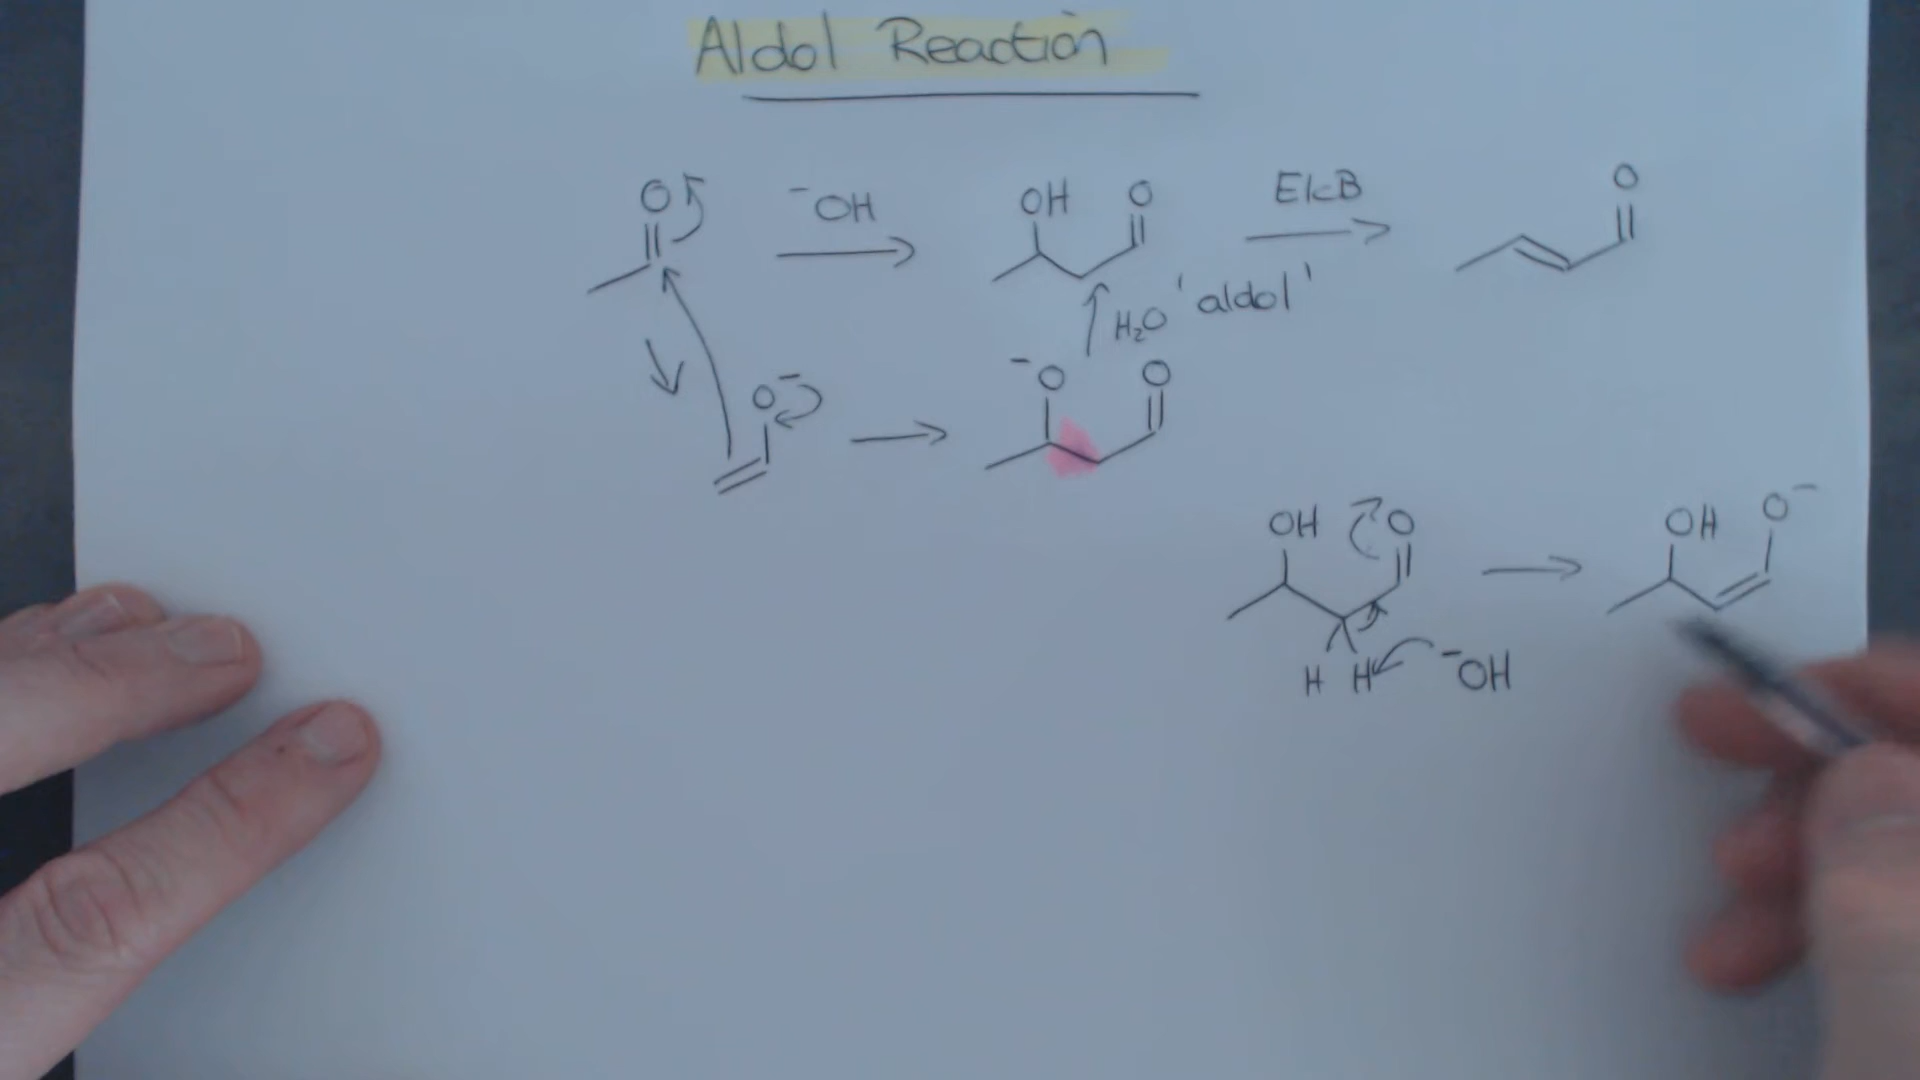 Aldol Reaction
O ⁻OH OH O E1cB O
H₂O 'aldol'
O⁻ ⁻O O
OH O OH O⁻
H H ⁻OH